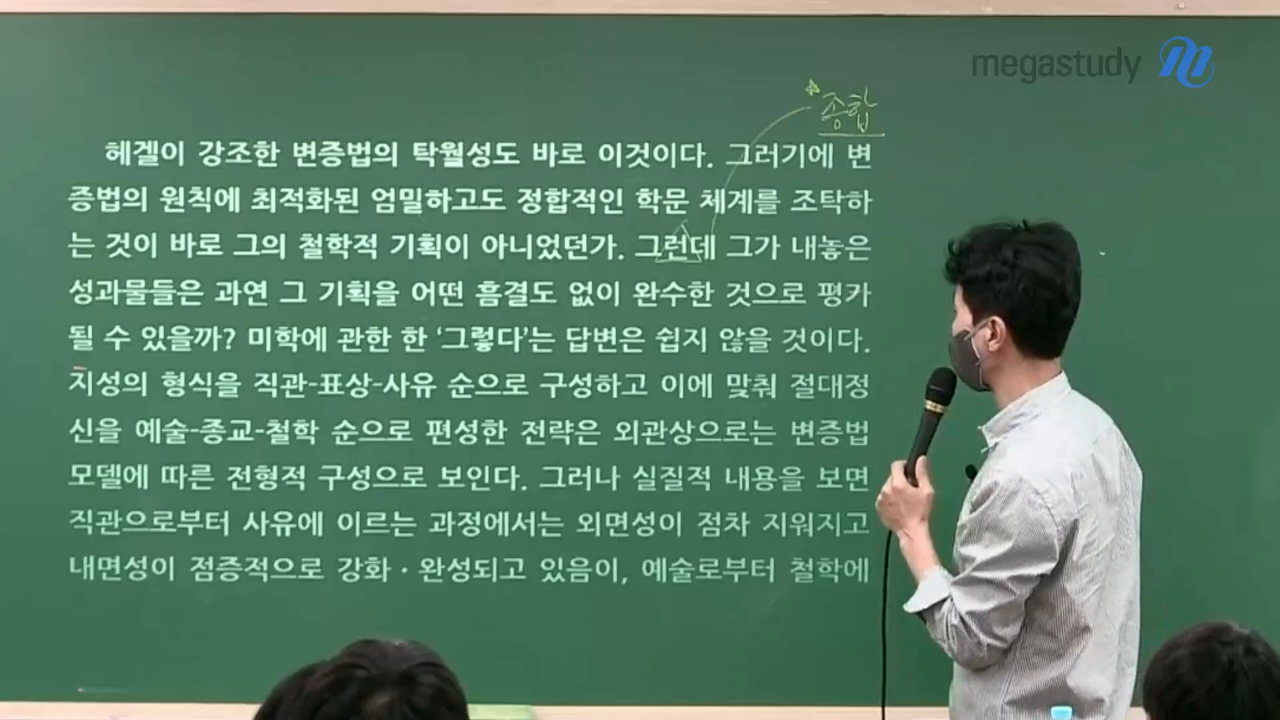 megastudy
종합
헤겔이 강조한 변증법의 탁월성도 바로 이것이다. 그러기에 변
증법의 원칙에 최적화된 엄밀하고도 정합적인 학문 체계를 조탁하
는 것이 바로 그의 철학적 기획이 아니었던가. 그런데 그가 내놓은
성과물들은 과연 그 기획을 어떤 흠결도 없이 완수한 것으로 평가
될 수 있을까? 미학에 관한 한 ‘그렇다’는 답변은 쉽지 않을 것이다.
지성의 형식을 직관-표상-사유 순으로 구성하고 이에 맞춰 절대정
신을 예술-종교-철학 순으로 편성한 전략은 외관상으로는 변증법
모델에 따른 전형적 구성으로 보인다. 그러나 실질적 내용을 보면
직관으로부터 사유에 이르는 과정에서는 외면성이 점차 지워지고
내면성이 점증적으로 강화·완성되고 있음이, 예술로부터 철학에